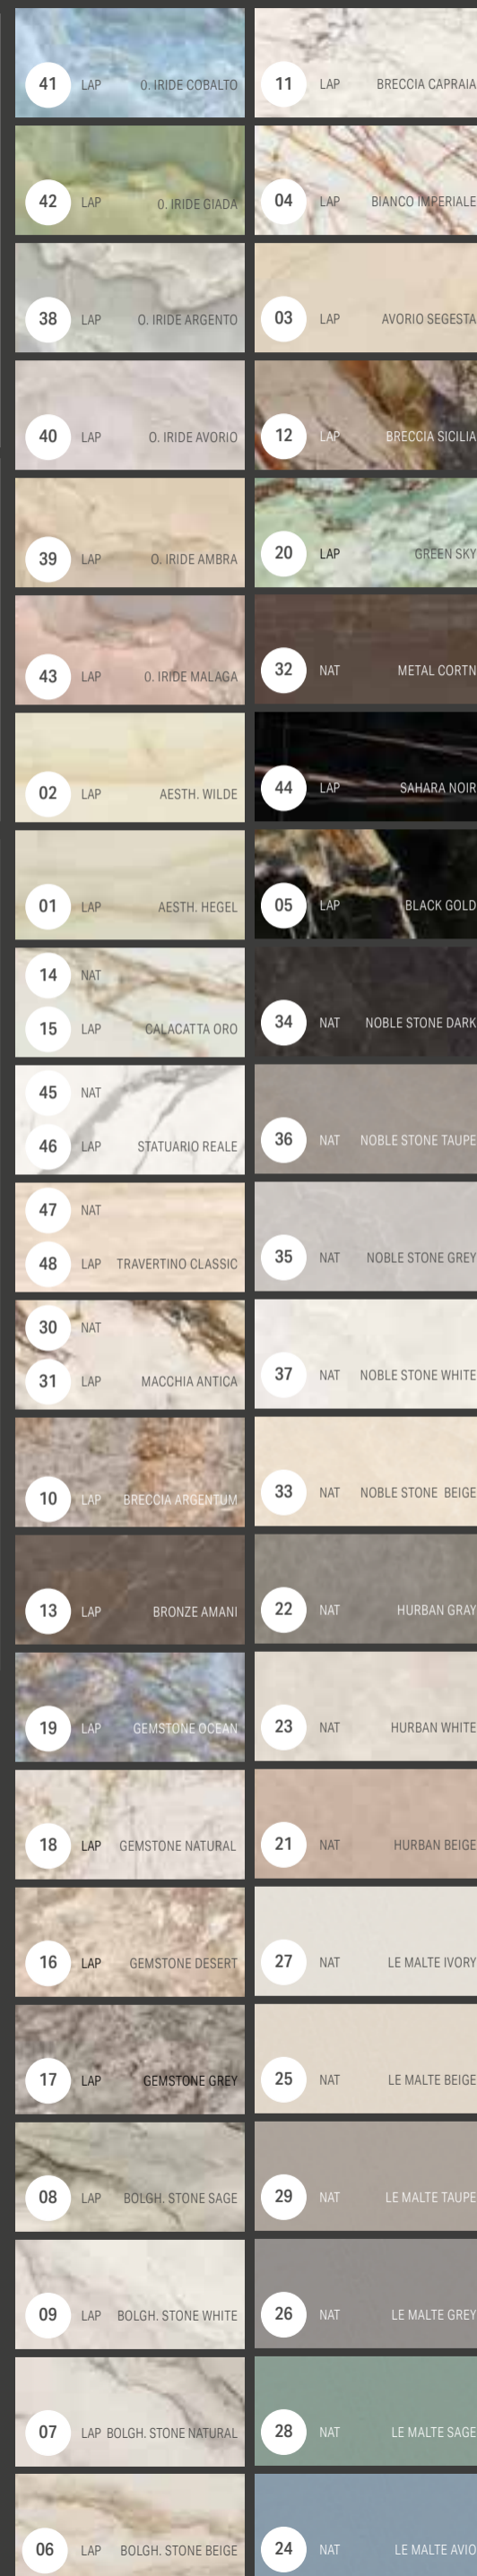 41 LAP O. IRIDE COBALTO
42 LAP O. IRIDE GIADA
38 LAP O. IRIDE ARGENTO
40 LAP O. IRIDE AVORIO
39 LAP O. IRIDE AMBRA
43 LAP O. IRIDE MALAGA
02 LAP AESTH. WILDE
01 LAP AESTH. HEGEL
14 NAT
15 LAP CALACATTA ORO
45 NAT
46 LAP STATUARIO REALE
47 NAT
48 LAP TRAVERTINO CLASSIC
30 NAT
31 LAP MACCHIA ANTICA
10 LAP BRECCIA ARGENTUM
13 LAP BRONZE AMANI
19 LAP GEMSTONE OCEAN
18 LAP GEMSTONE NATURAL
16 LAP GEMSTONE DESERT
17 LAP GEMSTONE GREY
08 LAP BOLGH. STONE SAGE
09 LAP BOLGH. STONE WHITE
07 LAP BOLGH. STONE NATURAL
06 LAP BOLGH. STONE BEIGE
11 LAP BRECCIA CAPRAIA
04 LAP BIANCO IMPERIALE
03 LAP AVORIO SEGESTA
12 LAP BRECCIA SICILIA
20 LAP GREEN SKY
32 NAT METAL CORTN
44 LAP SAHARA NOIR
05 LAP BLACK GOLD
34 NAT NOBLE STONE DARK
36 NAT NOBLE STONE TAUPE
35 NAT NOBLE STONE GREY
37 NAT NOBLE STONE WHITE
33 NAT NOBLE STONE BEIGE
22 NAT HURBAN GRAY
23 NAT HURBAN WHITE
21 NAT HURBAN BEIGE
27 NAT LE MALTE IVORY
25 NAT LE MALTE BEIGE
29 NAT LE MALTE TAUPE
26 NAT LE MALTE GREY
28 NAT LE MALTE SAGE
24 NAT LE MALTE AVIO